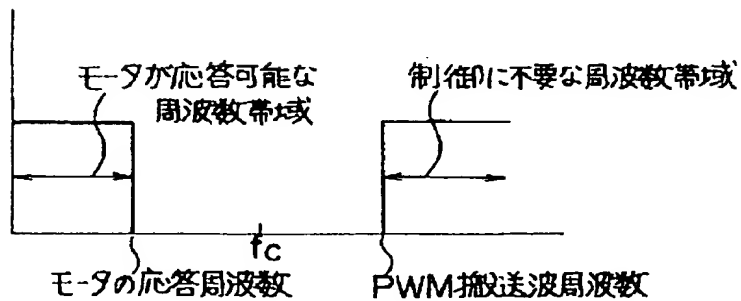 モータが応答可能な
周波数帯域
制御に不要な周波数帯域
fc
モータの応答周波数
PWM搬送波周波数